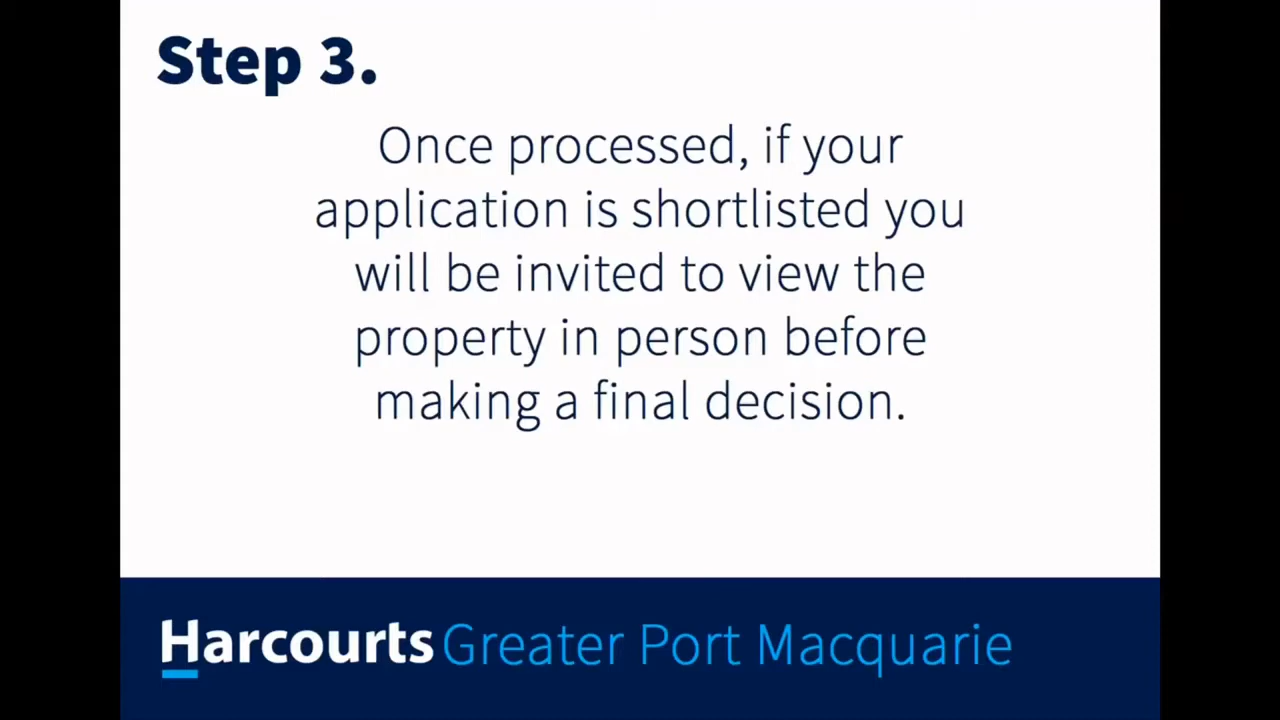 Step 3.
Once processed, if your
application is shortlisted you
will be invited to view the
property in person before
making a final decision.
Harcourts Greater Port Macquarie